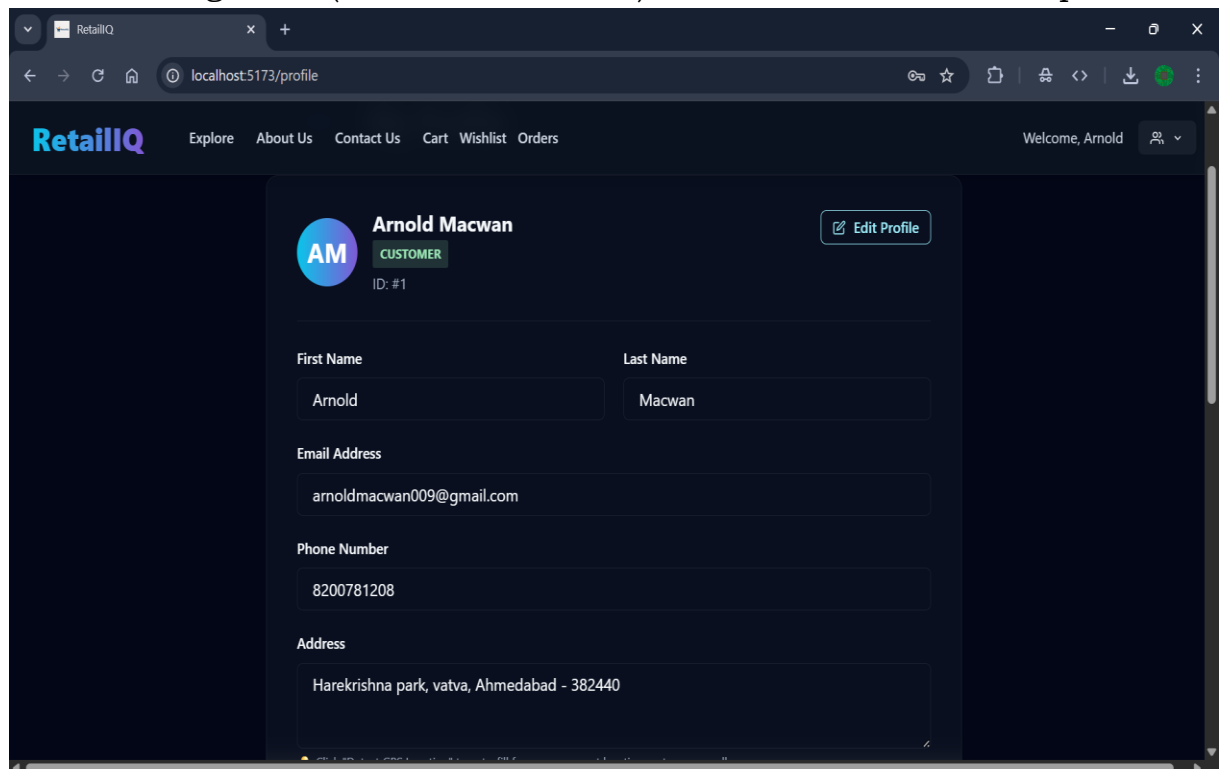 RetailIQ
localhost:5173/profile
RetailIQ Explore About Us Contact Us Cart Wishlist Orders Welcome, Arnold
AM
Arnold Macwan
Edit Profile
CUSTOMER
ID: #1
First Name Last Name
Arnold Macwan
Email Address
arnoldmacwan009@gmail.com
Phone Number
8200781208
Address
Harekrishna park, vatva, Ahmedabad - 382440